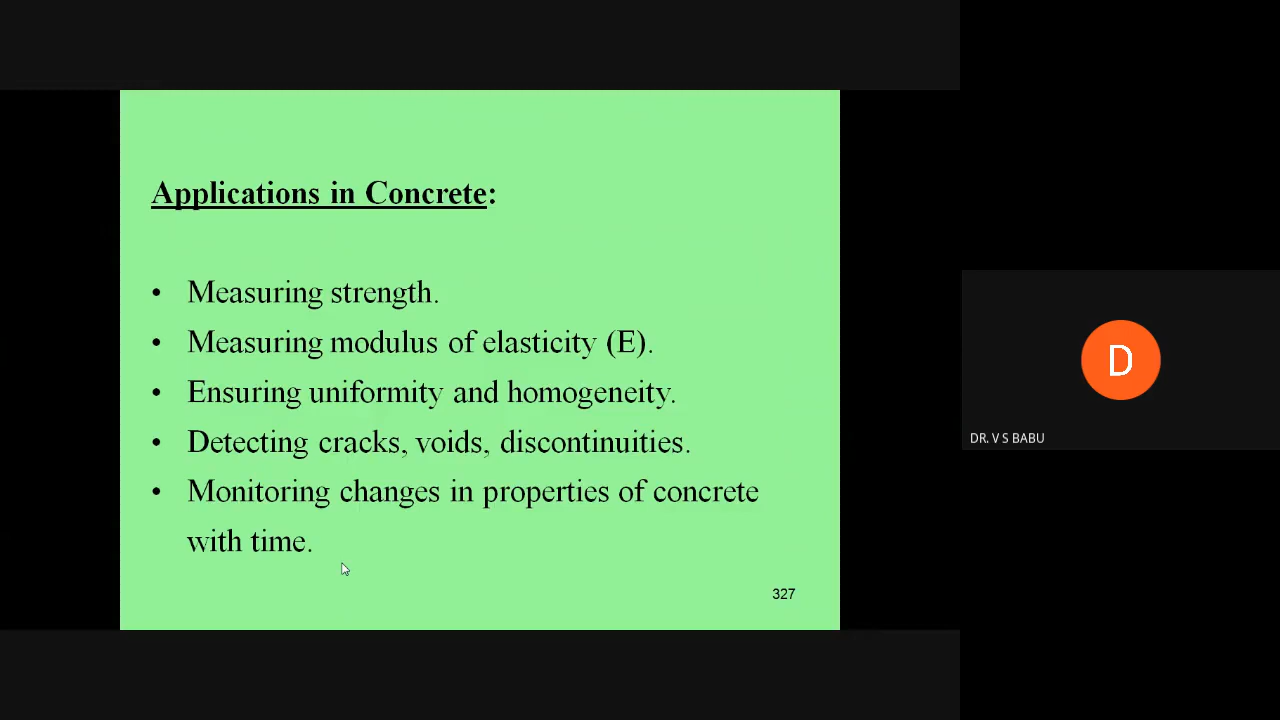 Applications in Concrete:
• Measuring strength.
• Measuring modulus of elasticity (E).
• Ensuring uniformity and homogeneity.
• Detecting cracks, voids, discontinuities.
• Monitoring changes in properties of concrete
with time.
327
D
DR. V S BABU